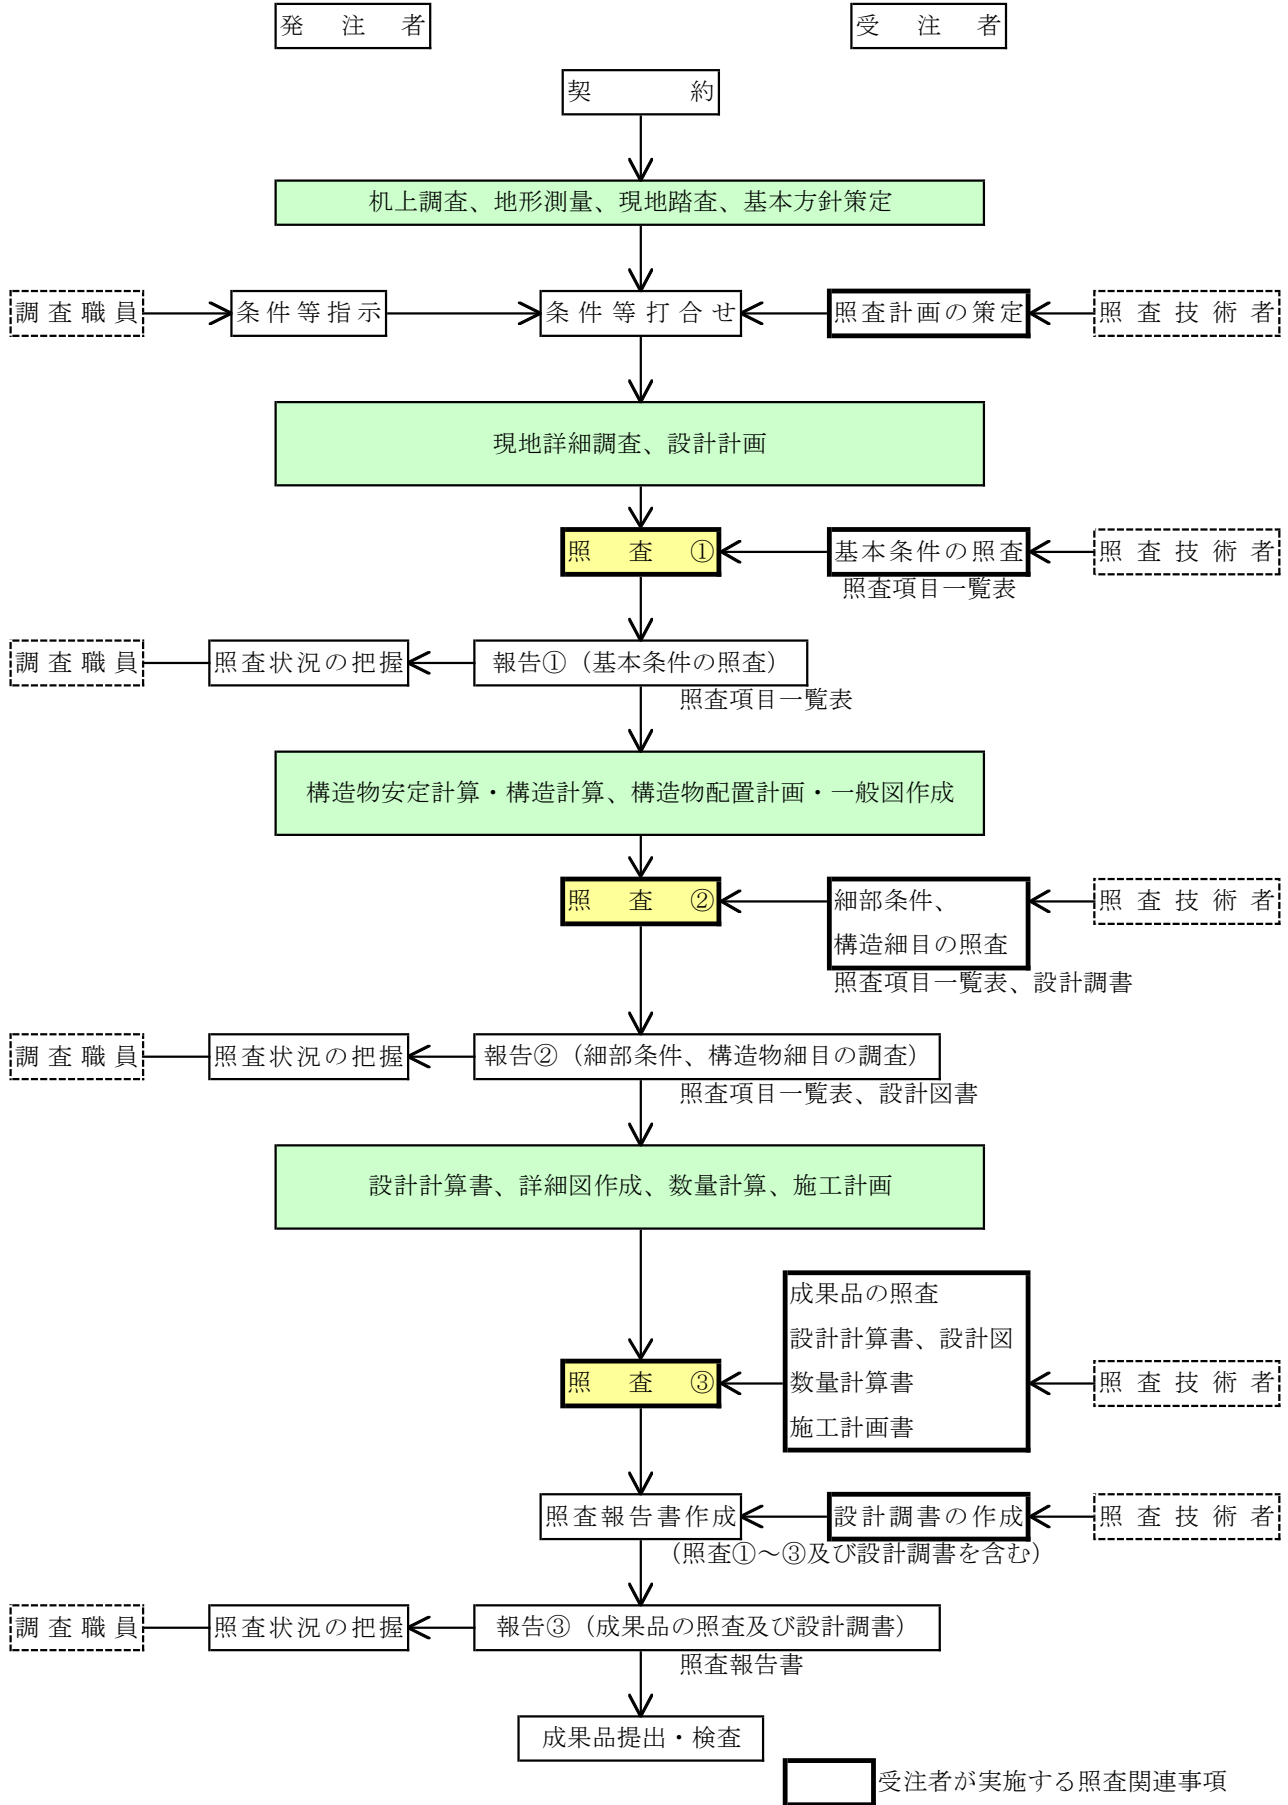 発注者
受注者
契約
机上調査、地形測量、現地踏査、基本方針策定
調査職員
条件等指示
条件等打合せ
照査計画の策定
照査技術者
現地詳細調査、設計計画
照査①
基本条件の照査
照査技術者
照査項目一覧表
調査職員
照査状況の把握
報告①（基本条件の照査）
照査項目一覧表
構造物安定計算・構造計算、構造物配置計画・一般図作成
照査②
細部条件、
構造細目の照査
照査技術者
照査項目一覧表、設計調書
調査職員
照査状況の把握
報告②（細部条件、構造物細目の調査）
照査項目一覧表、設計図書
設計計算書、詳細図作成、数量計算、施工計画
成果品の照査
設計計算書、設計図
照査③
数量計算書
照査技術者
施工計画書
照査報告書作成
設計調書の作成
照査技術者
（照査①～③及び設計調書を含む）
調査職員
照査状況の把握
報告③（成果品の照査及び設計調書）
照査報告書
成果品提出・検査
受注者が実施する照査関連事項